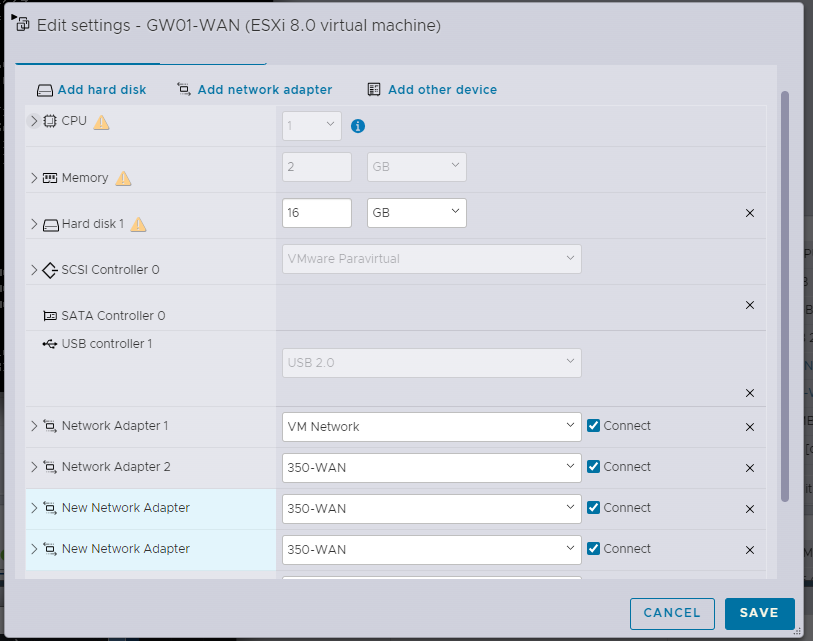 Edit settings - GW01-WAN (ESXi 8.0 virtual machine)
Add hard disk Add network adapter Add other device
CPU 1
Memory 2 GB
Hard disk 1 16 GB
SCSI Controller 0 VMware Paravirtual
SATA Controller 0
USB controller 1
USB 2.0
Network Adapter 1 VM Network Connect
Network Adapter 2 350-WAN Connect
New Network Adapter 350-WAN Connect
New Network Adapter 350-WAN Connect
CANCEL SAVE